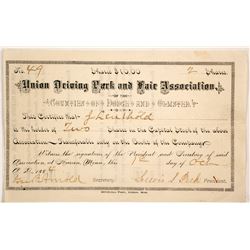 No. 49 Shares $10.00 2 Shares
Union Driving Park and Fair Association,
OF THE
COUNTIES OF DODGE AND OLMSTED.
This Certifies that J. Leuthold
is the holder of Two Shares in the Capital Stock of the above
Association. Transferable only on the books of the Company.
Witness the signature of the President and Secretary of said
Association, at Kasson, Minn., this day of Oct
A. D. 188
Secretary. President.